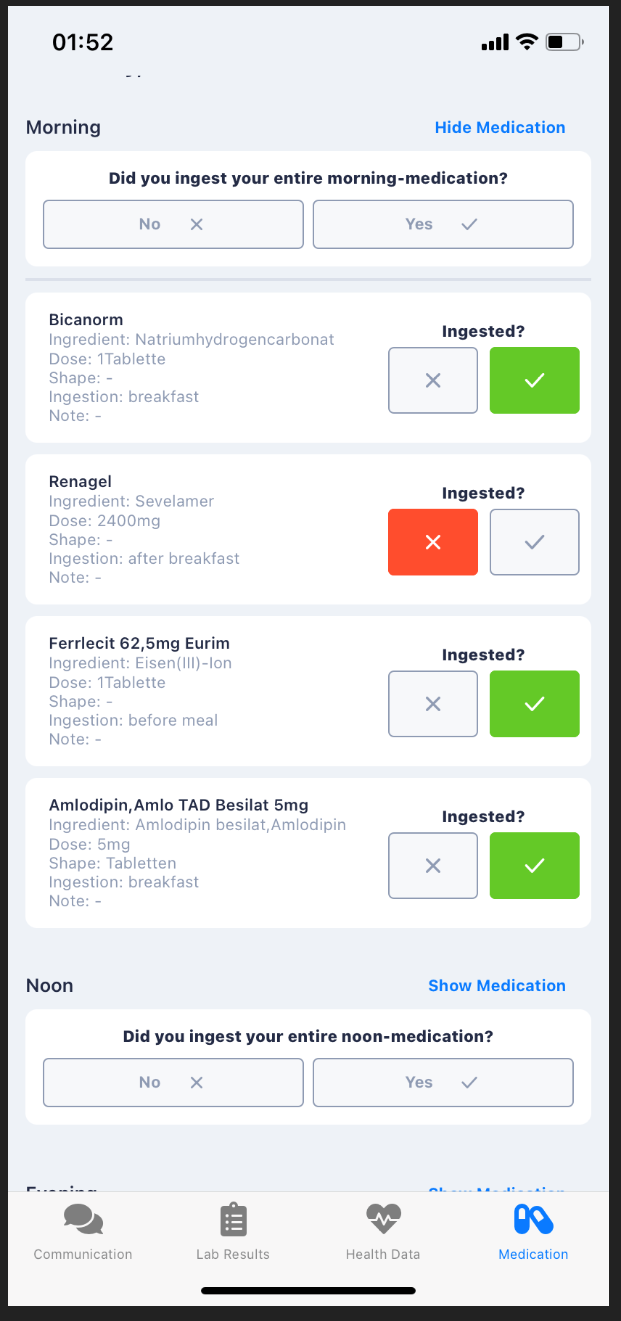 01:52
Morning
Hide Medication
Did you ingest your entire morning-medication?
No
Yes
Bicanorm
Ingredient: Natriumhydrogencarbonat
Dose: 1Tablette
Shape: -
Ingestion: breakfast
Note: -
Ingested?
Renagel
Ingredient: Sevelamer
Dose: 2400mg
Shape: -
Ingestion: after breakfast
Note: -
Ingested?
Ferrlecit 62,5mg Eurim
Ingredient: Eisen(III)-Ion
Dose: 1Tablette
Shape: -
Ingestion: before meal
Note: -
Ingested?
Amlodipin,Amlo TAD Besilat 5mg
Ingredient: Amlodipin besilat,Amlodipin
Dose: 5mg
Shape: Tabletten
Ingestion: breakfast
Note: -
Ingested?
Noon
Show Medication
Did you ingest your entire noon-medication?
No
Yes
Evening
Show Medication
Communication
Lab Results
Health Data
Medication